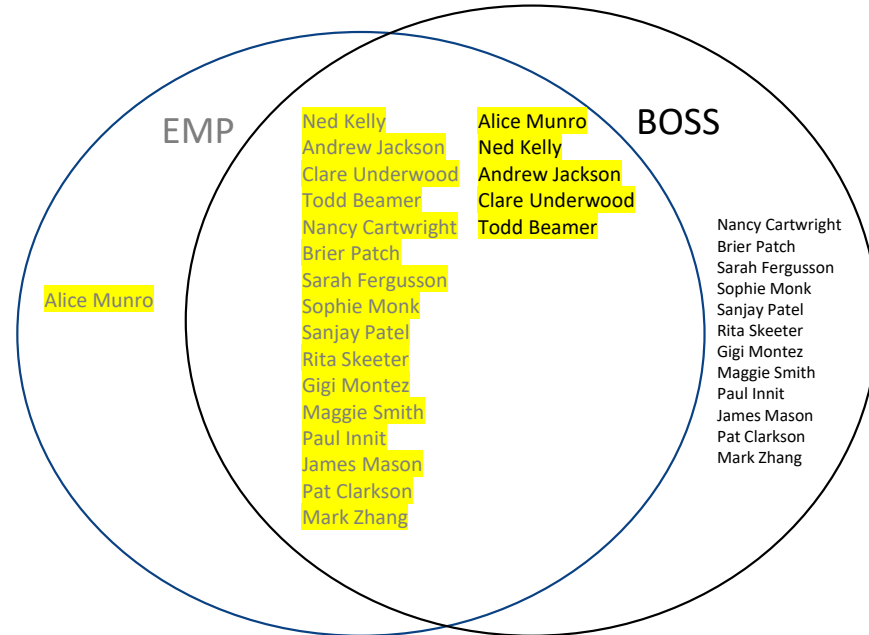 EMP
BOSS
Alice Munro
Ned Kelly
Andrew Jackson
Clare Underwood
Todd Beamer
Nancy Cartwright
Brier Patch
Sarah Fergusson
Sophie Monk
Sanjay Patel
Rita Skeeter
Gigi Montez
Maggie Smith
Paul Innit
James Mason
Pat Clarkson
Mark Zhang
Alice Munro
Ned Kelly
Andrew Jackson
Clare Underwood
Todd Beamer
Nancy Cartwright
Brier Patch
Sarah Fergusson
Sophie Monk
Sanjay Patel
Rita Skeeter
Gigi Montez
Maggie Smith
Paul Innit
James Mason
Pat Clarkson
Mark Zhang